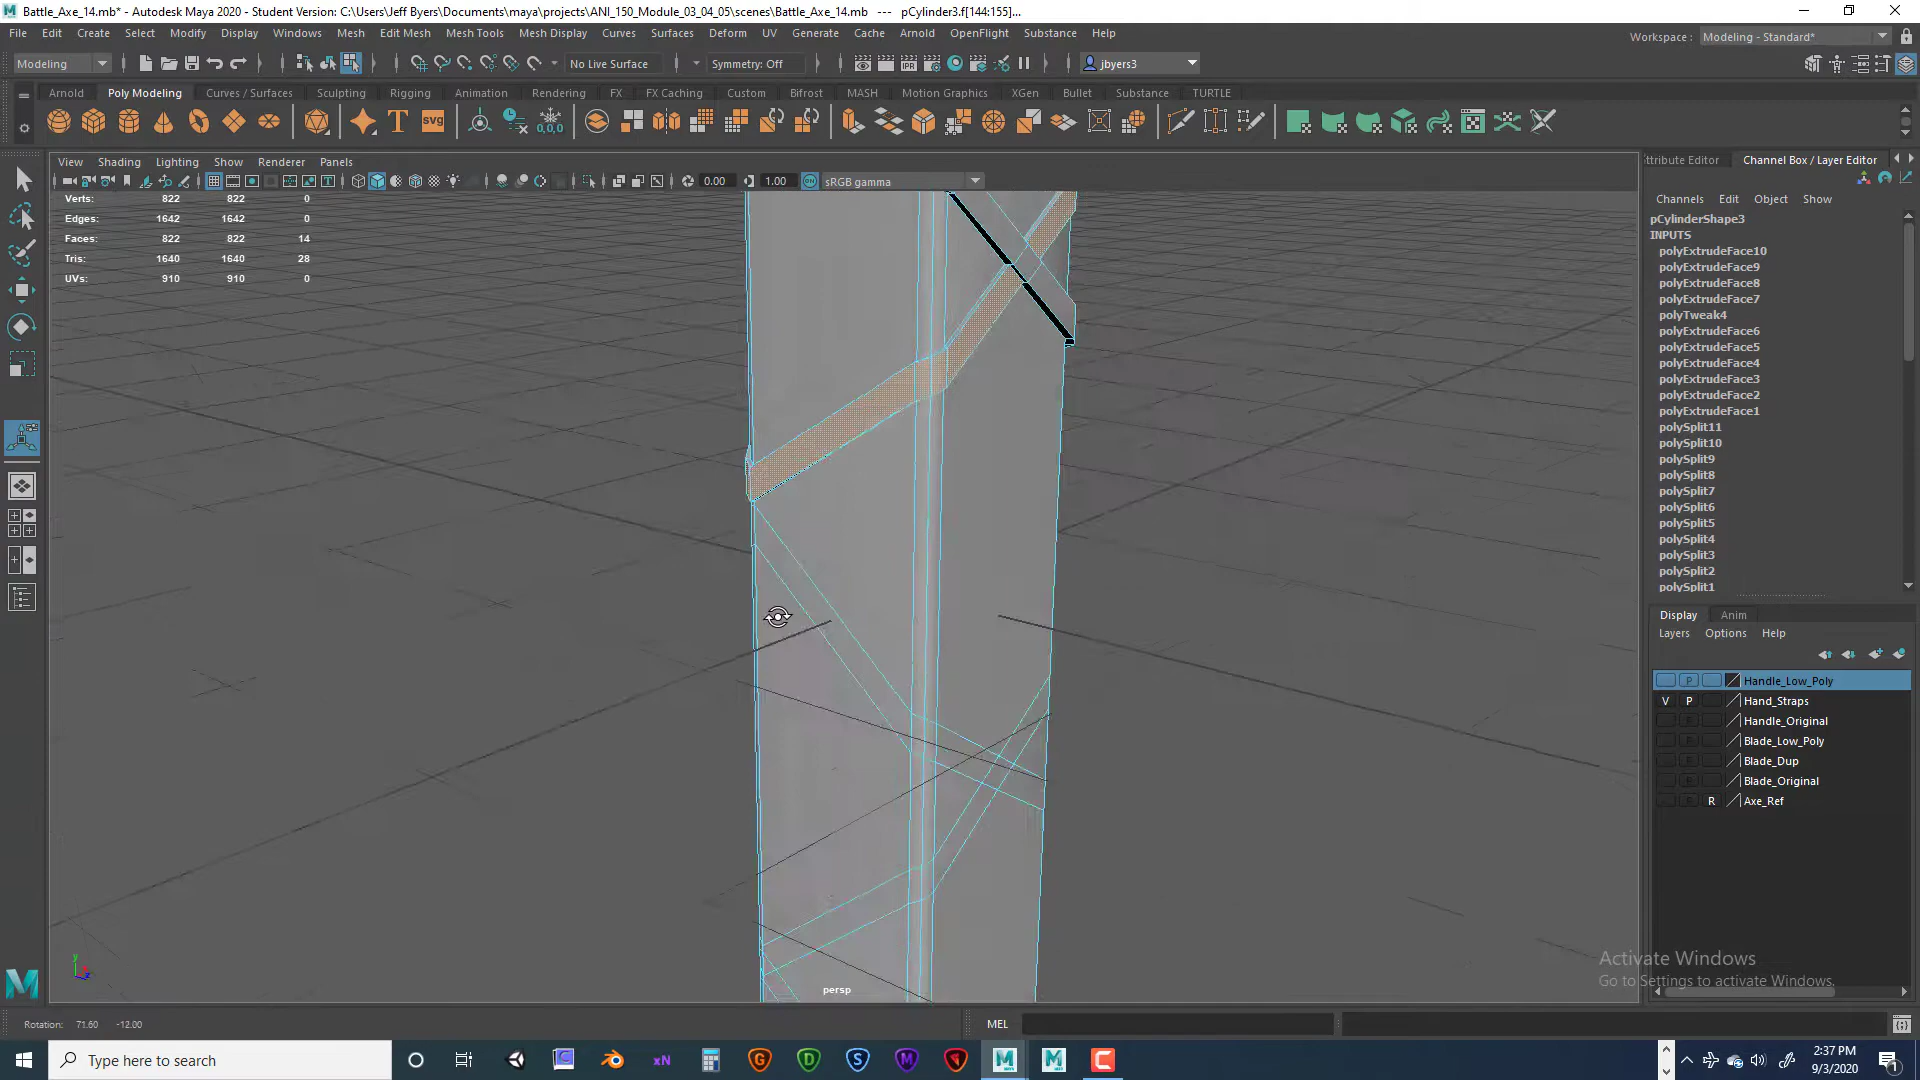 Battle_Axe_14.mb* - Autodesk Maya 2020 - Student Version: C:\Users\Jeff Byers\Documents\maya\projects\ANI_150_Module_03_04_05\scenes\Battle_Axe_14.mb --- pCylinder3.f[144:155]...
File Edit Create Select Modify Display Windows Mesh Edit Mesh Mesh Tools Mesh Display Curves Surfaces Deform UV Generate Cache Arnold OpenFlight Substance Help
Workspace : Modeling - Standard*
Modeling
No Live Surface
Symmetry: Off
IPR
jbyers3
Arnold Poly Modeling Curves / Surfaces Sculpting Rigging Animation Rendering FX FX Caching Custom Bifrost MASH Motion Graphics XGen Bullet Substance TURTLE
T SVG 0,0,0
View Shading Lighting Show Renderer Panels
0.00 1.00 sRGB gamma
Verts: 822 822 0
Edges: 1642 1642 0
Faces: 822 822 14
Tris: 1640 1640 28
UVs: 910 910 0
persp
y
z
ttribute Editor Channel Box / Layer Editor
Channels Edit Object Show
pCylinderShape3
INPUTS
polyExtrudeFace10
polyExtrudeFace9
polyExtrudeFace8
polyExtrudeFace7
polyTweak4
polyExtrudeFace6
polyExtrudeFace5
polyExtrudeFace4
polyExtrudeFace3
polyExtrudeFace2
polyExtrudeFace1
polySplit11
polySplit10
polySplit9
polySplit8
polySplit7
polySplit6
polySplit5
polySplit4
polySplit3
polySplit2
polySplit1
Display Anim
Layers Options Help
P Handle_Low_Poly
V P Hand_Straps
Handle_Original
Blade_Low_Poly
Blade_Dup
Blade_Original
R Axe_Ref
Activate Windows
Go to Settings to activate Windows.
Rotation: 71.60 -12.00
MEL
Type here to search
xN G D S M
2:37 PM
9/3/2020
1